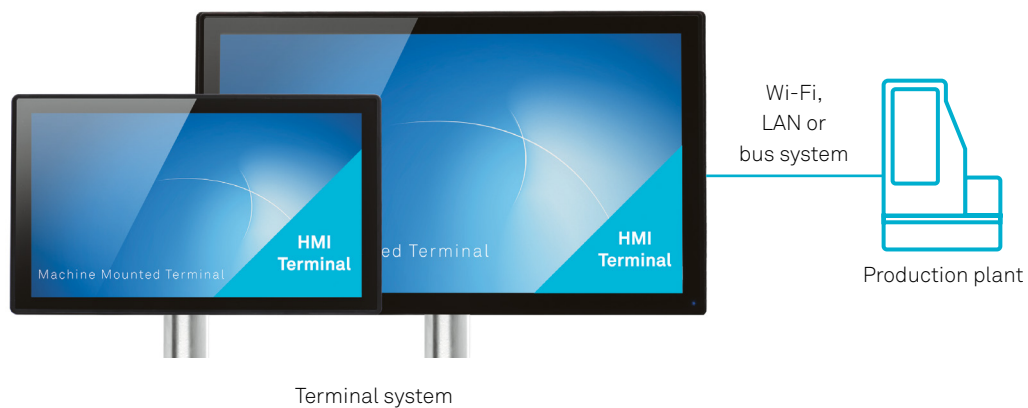 Machine Mounted Terminal
HMI
Terminal
ed Terminal
HMI
Terminal
Wi-Fi,
LAN or
bus system
Production plant
Terminal system